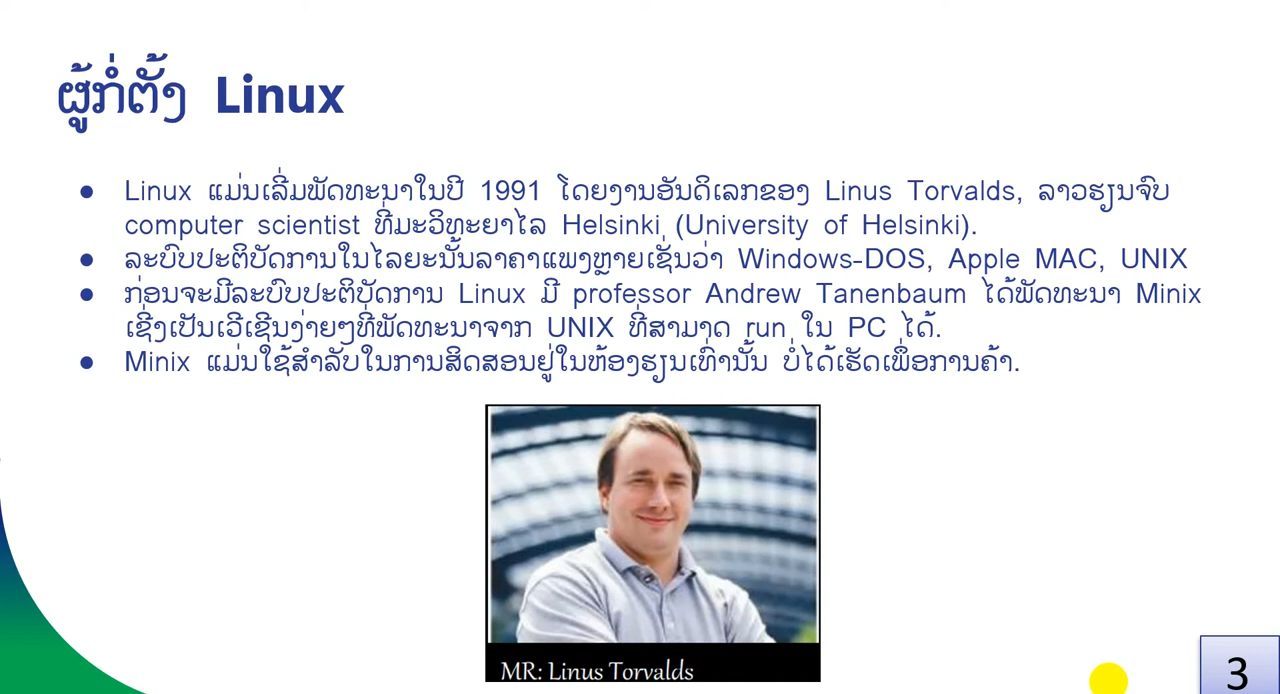 ຜູ້ກໍ່ຕັ້ງ Linux
● Linux ແມ່ນເລີ່ມພັດທະນາໃນປີ 1991 ໂດຍງານອັນດິເລກຂອງ Linus Torvalds, ລາວຮຽນຈົບ
computer scientist ທີ່ມະວິທະຍາໄລ Helsinki (University of Helsinki).
● ລະບົບປະຕິບັດການໃນໄລຍະນັ້ນລາຄາແພງຫຼາຍເຊັ່ນວ່າ Windows-DOS, Apple MAC, UNIX
● ກ່ອນຈະມີລະບົບປະຕິບັດການ Linux ມີ professor Andrew Tanenbaum ໄດ້ພັດທະນາ Minix
ເຊີ່ງເປັນເວີເຊີນງ່າຍໆທີ່ພັດທະນາຈາກ UNIX ທີ່ສາມາດ run ໃນ PC ໄດ້.
● Minix ແມ່ນໃຊ້ສຳລັບໃນການສິດສອນຢູ່ໃນຫ້ອງຮຽນເທົ່ານັ້ນ ບໍ່ໄດ້ເຮັດເພຶ່ອການຄ້າ.
MR: Linus Torvalds
3